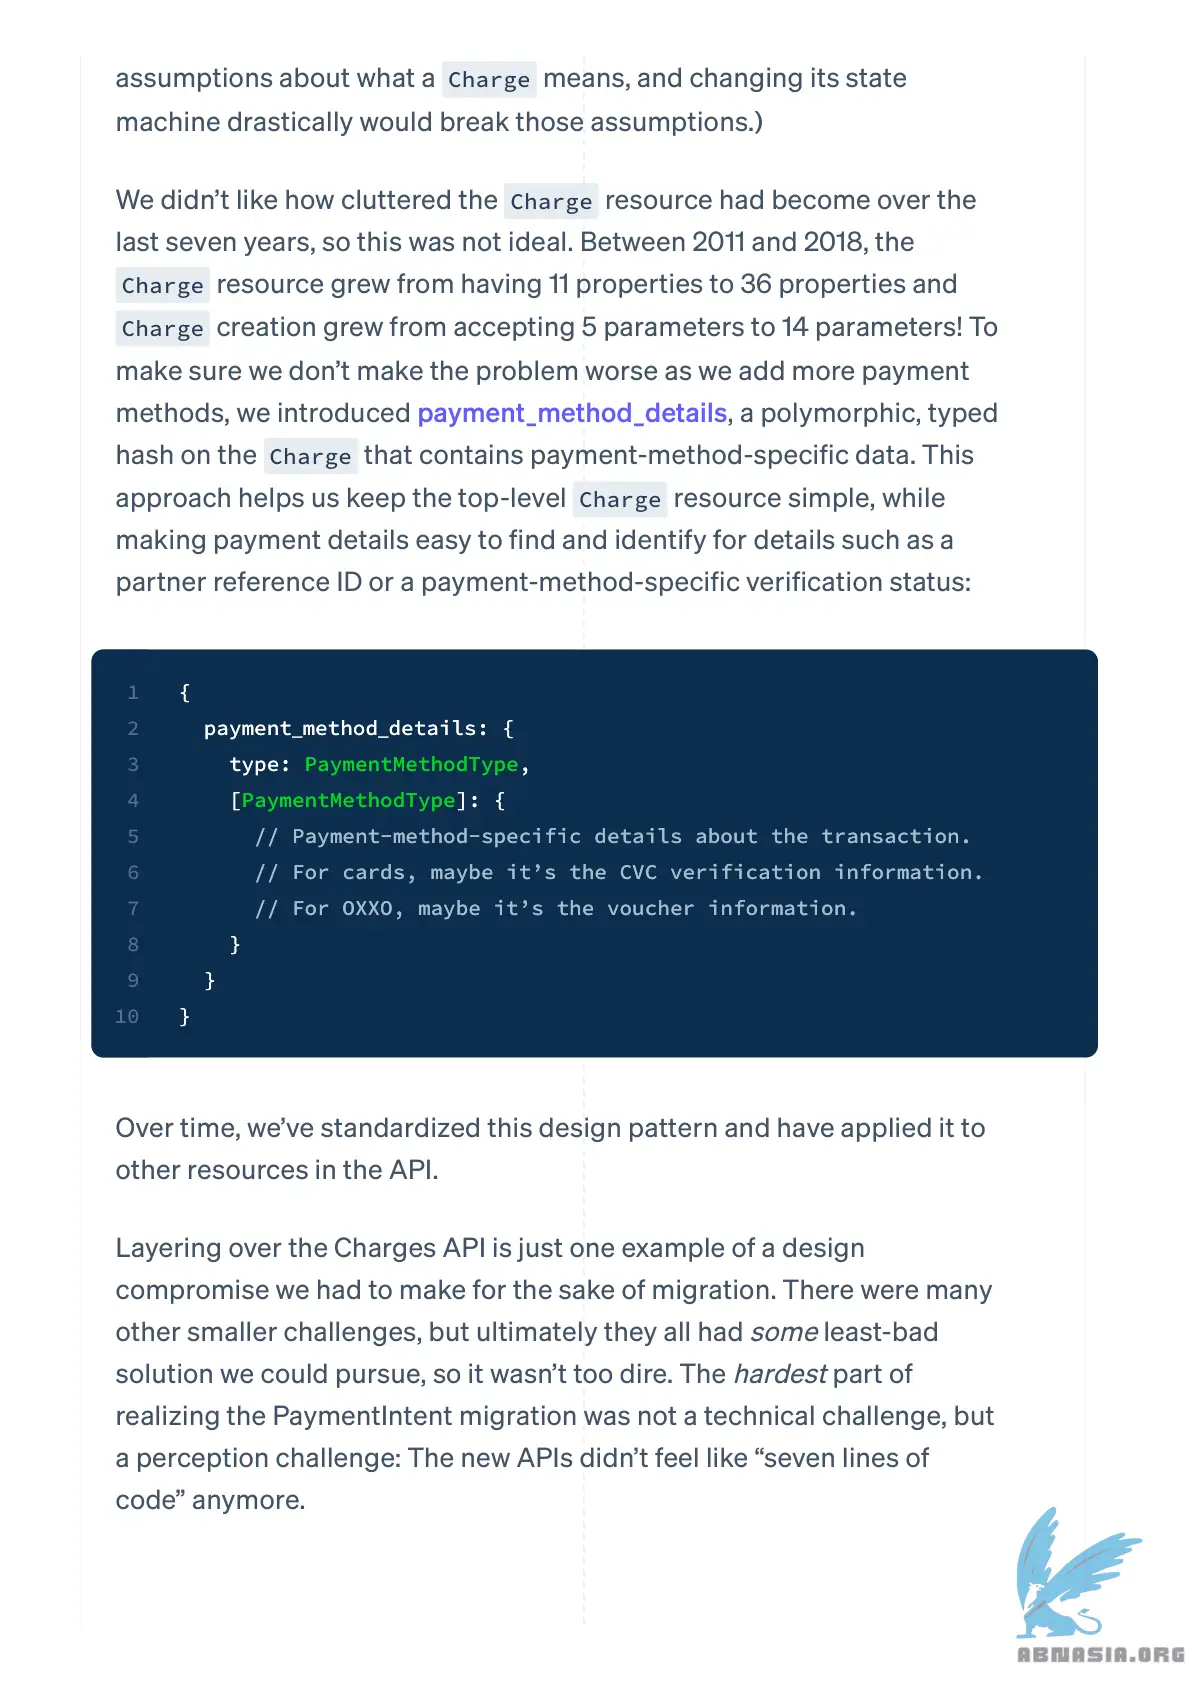 assumptions about what a Charge means, and changing its state
machine drastically would break those assumptions.)
We didn’t like how cluttered the Charge resource had become over the
last seven years, so this was not ideal. Between 2011 and 2018, the
Charge resource grew from having 11 properties to 36 properties and
Charge creation grew from accepting 5 parameters to 14 parameters! To
make sure we don’t make the problem worse as we add more payment
methods, we introduced payment_method_details, a polymorphic, typed
hash on the Charge that contains payment-method-specific data. This
approach helps us keep the top-level Charge resource simple, while
making payment details easy to find and identify for details such as a
partner reference ID or a payment-method-specific verification status:
1 {
2 payment_method_details: {
3 type: PaymentMethodType,
4 [PaymentMethodType]: {
5 // Payment-method-specific details about the transaction.
6 // For cards, maybe it’s the CVC verification information.
7 // For OXXO, maybe it’s the voucher information.
8 }
9 }
10 }
Over time, we’ve standardized this design pattern and have applied it to
other resources in the API.
Layering over the Charges API is just one example of a design
compromise we had to make for the sake of migration. There were many
other smaller challenges, but ultimately they all had some least-bad
solution we could pursue, so it wasn’t too dire. The hardest part of
realizing the PaymentIntent migration was not a technical challenge, but
a perception challenge: The new APIs didn’t feel like “seven lines of
code” anymore.
ABNASIA.ORG